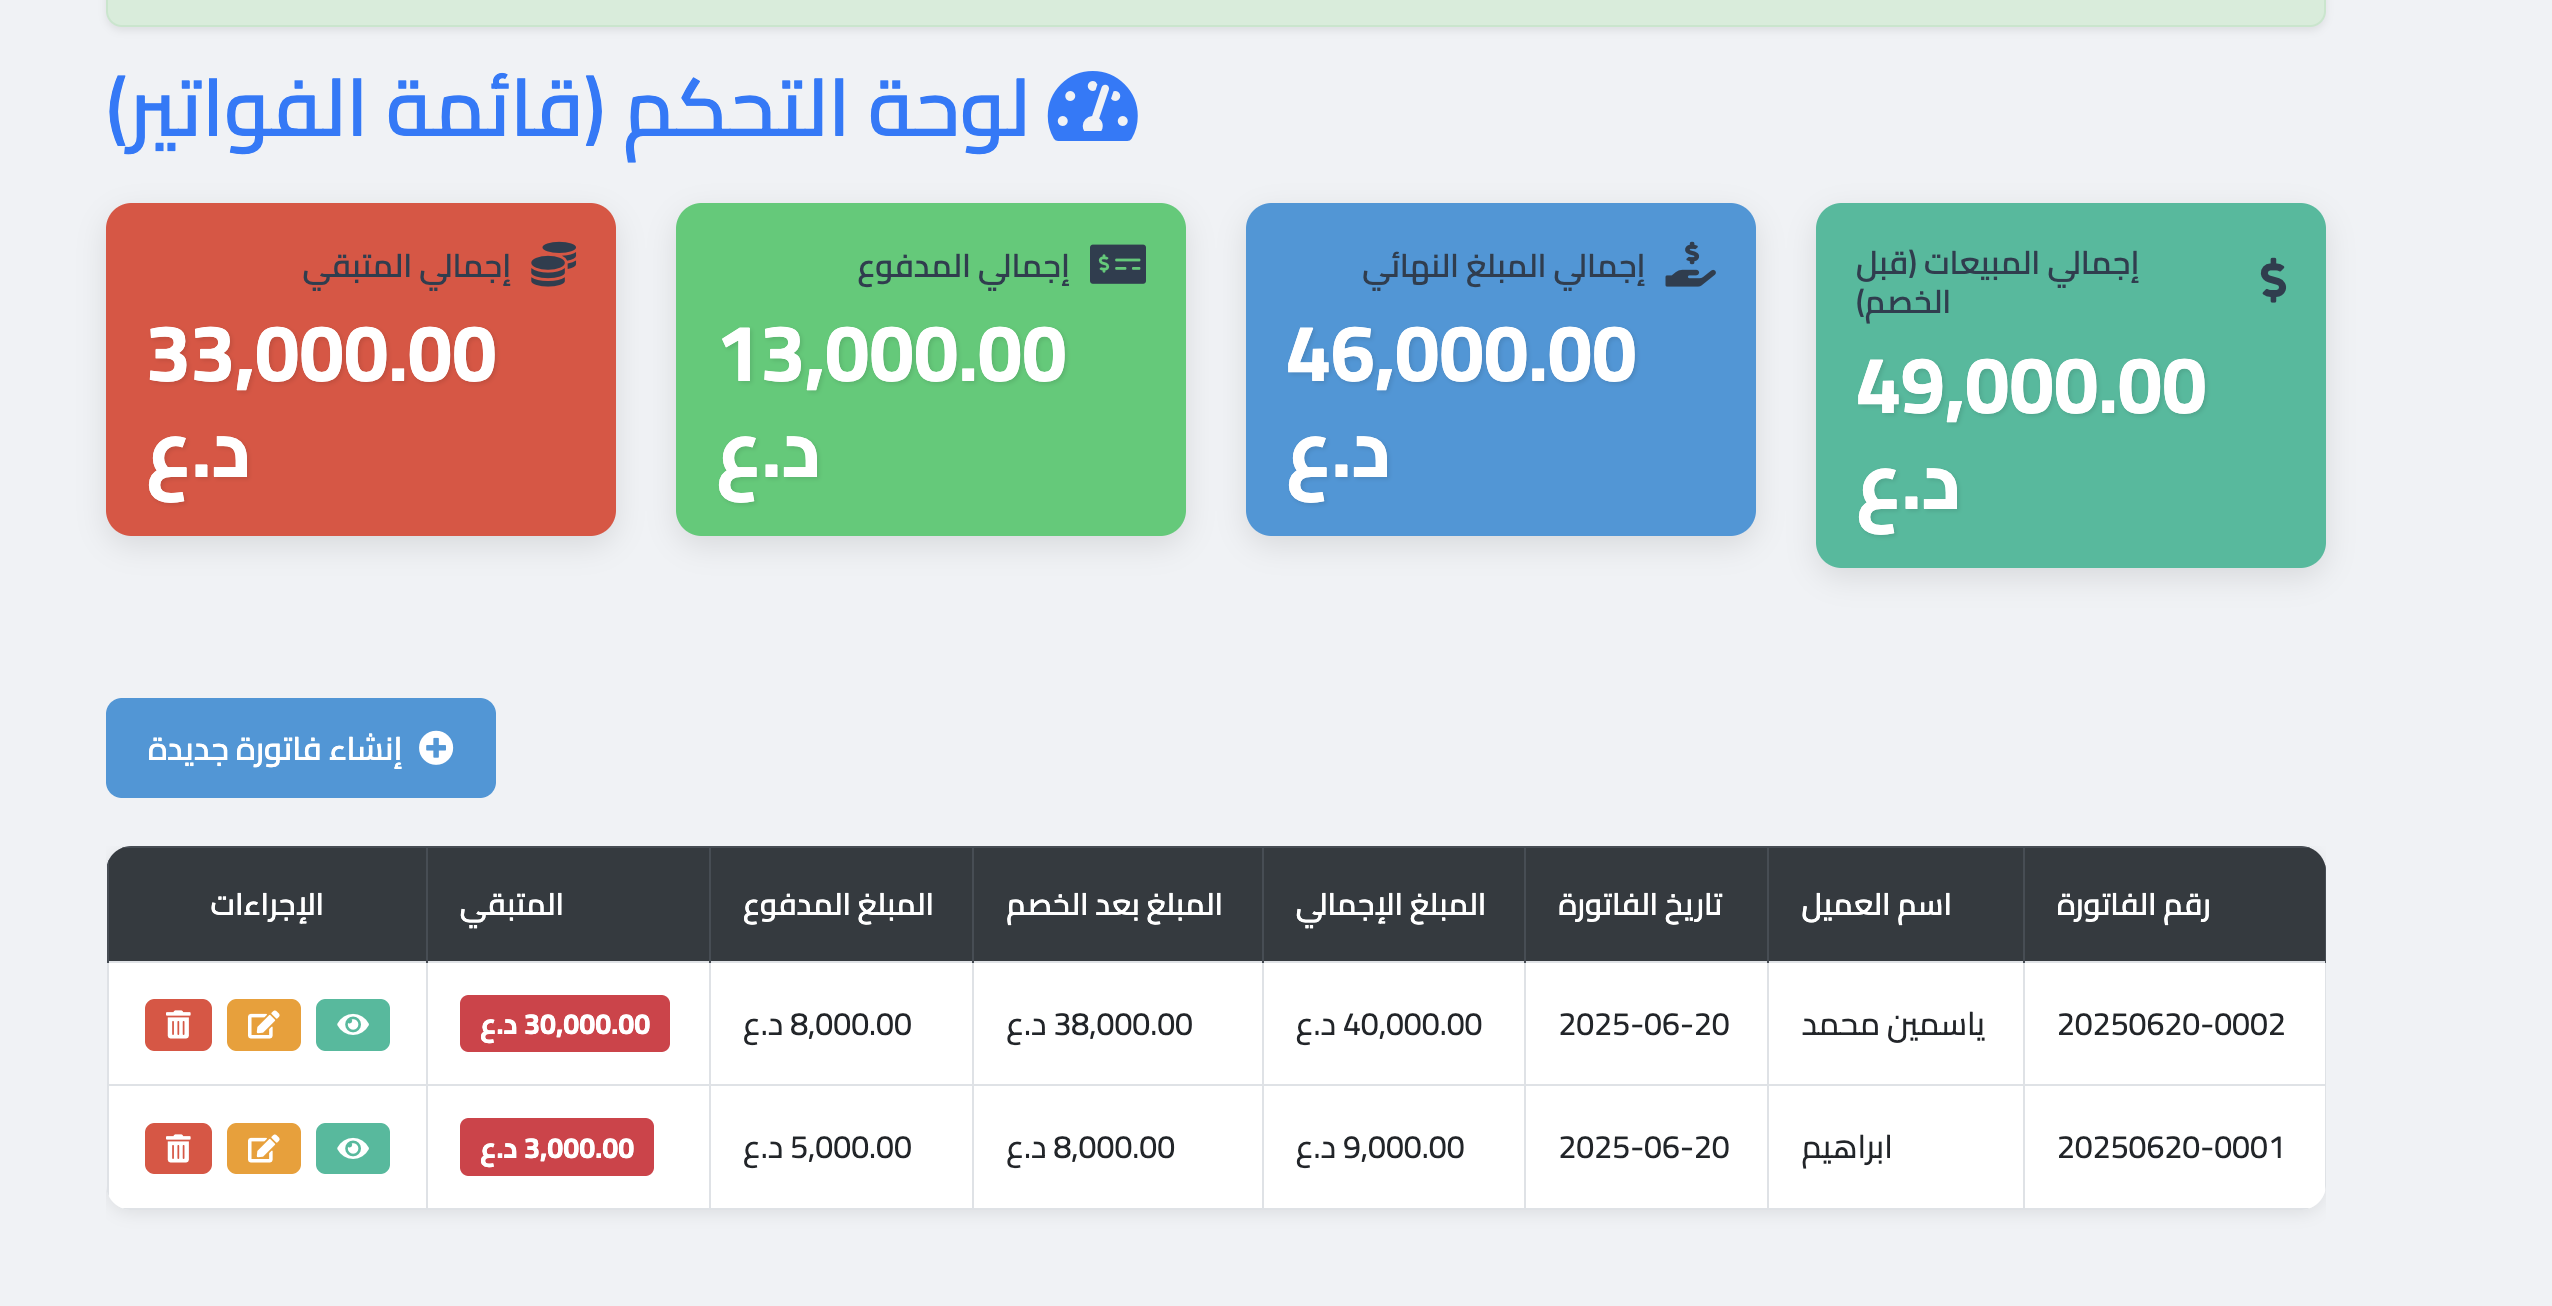 لوحة التحكم (قائمة الفواتير)
إجمالي المبيعات (قبل
الخصم)
49,000.00
د.ع
إجمالي المبلغ النهائي
46,000.00
د.ع
إجمالي المدفوع
13,000.00
د.ع
إجمالي المتبقي
33,000.00
د.ع
إنشاء فاتورة جديدة
رقم الفاتورة اسم العميل تاريخ الفاتورة المبلغ الإجمالي المبلغ بعد الخصم المبلغ المدفوع المتبقي الإجراءات
20250620-0002 ياسمين محمد 2025-06-20 40,000.00 د.ع 38,000.00 د.ع 8,000.00 د.ع 30,000.00 د.ع
20250620-0001 ابراهيم 2025-06-20 9,000.00 د.ع 8,000.00 د.ع 5,000.00 د.ع 3,000.00 د.ع